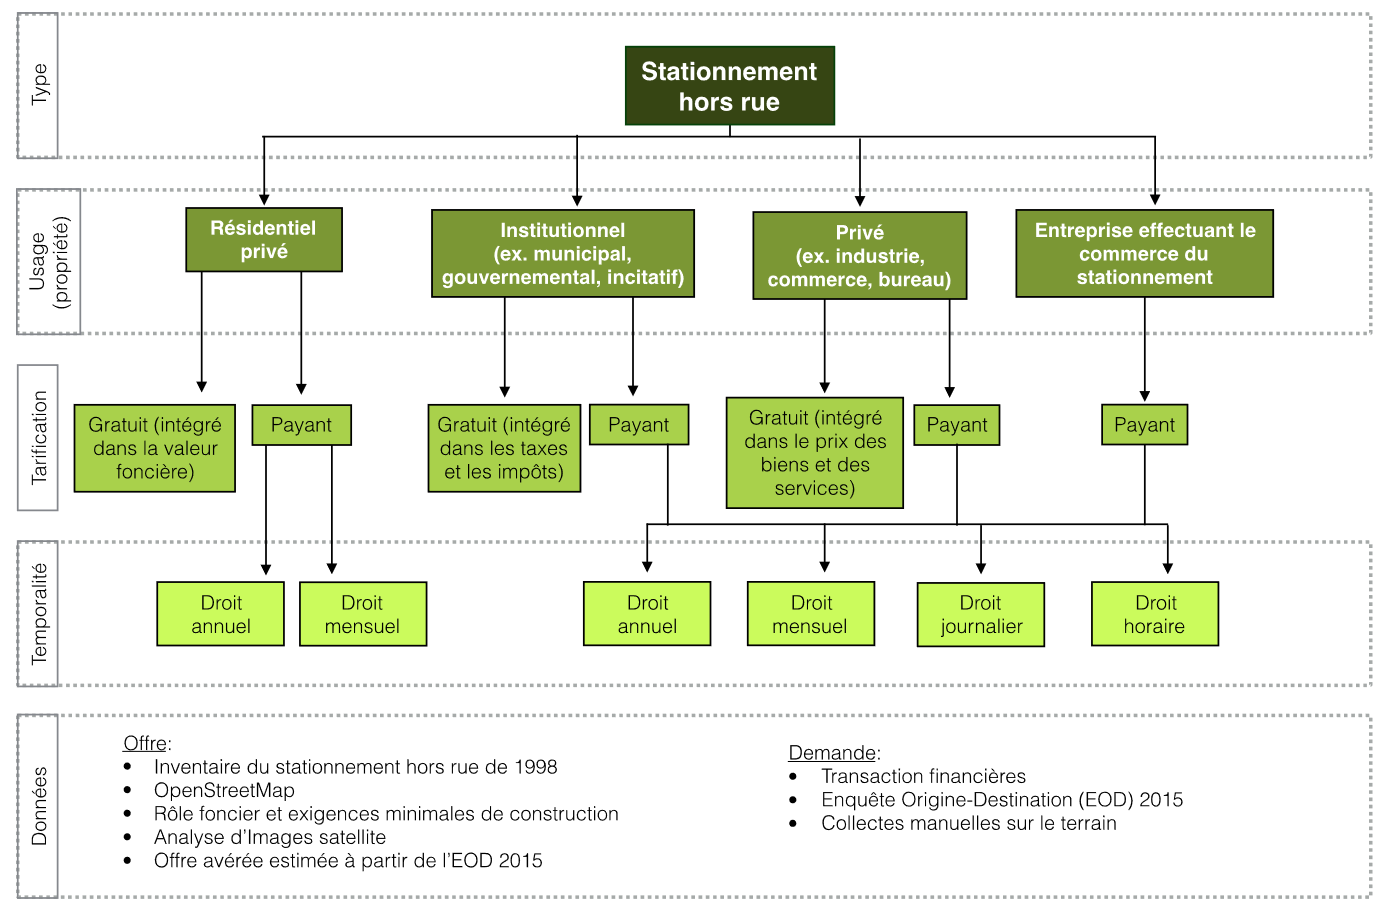 Type
Stationnement
hors rue
Usage
(propriété)
Résidentiel
privé
Institutionnel
(ex. municipal,
gouvernemental, incitatif)
Privé
(ex. industrie,
commerce, bureau)
Entreprise effectuant le
commerce du
stationnement
Tarification
Gratuit (intégré
dans la valeur
foncière)
Payant
Gratuit (intégré
dans les taxes
et les impôts)
Payant
Gratuit (intégré
dans le prix des
biens et des
services)
Payant
Payant
Temporalité
Droit
annuel
Droit
mensuel
Droit
annuel
Droit
mensuel
Droit
journalier
Droit
horaire
Données
Offre:
• Inventaire du stationnement hors rue de 1998
• OpenStreetMap
• Rôle foncier et exigences minimales de construction
• Analyse d’Images satellite
• Offre avérée estimée à partir de l’EOD 2015
Demande:
• Transaction financières
• Enquête Origine-Destination (EOD) 2015
• Collectes manuelles sur le terrain